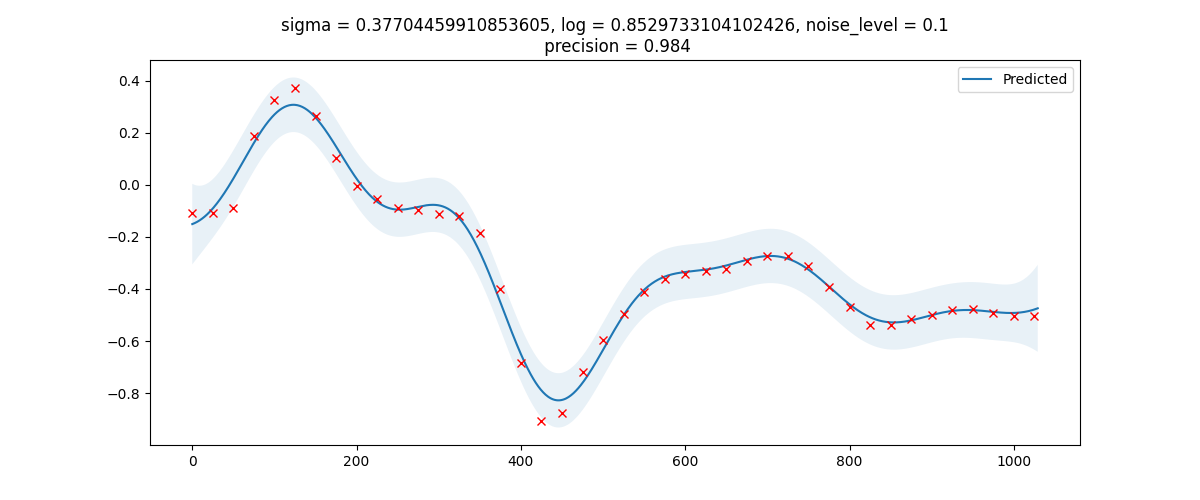 sigma = 0.37704459910853605, log = 0.8529733104102426, noise_level = 0.1
precision = 0.984
Predicted
0.4
0.2
0.0
−0.2
−0.4
−0.6
−0.8
0 200 400 600 800 1000